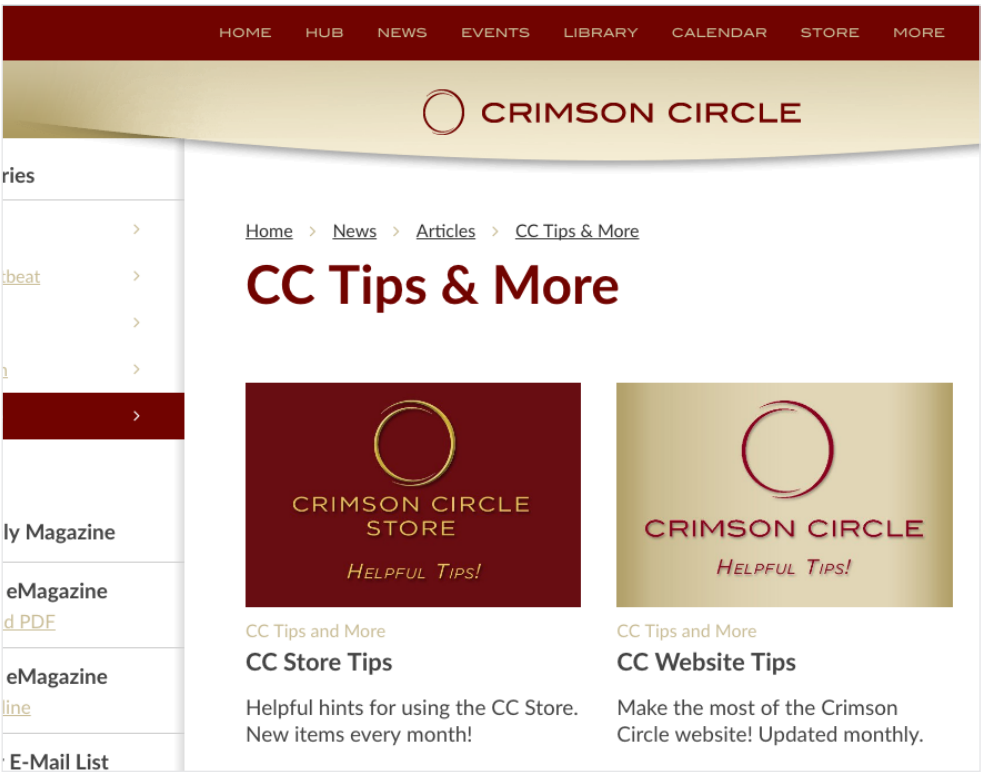 HOME HUB NEWS EVENTS LIBRARY CALENDAR STORE MORE
CRIMSON CIRCLE
ries
tbeat
ly Magazine
eMagazine
d PDF
eMagazine
line
E-Mail List
Home > News > Articles > CC Tips & More
CC Tips & More
CRIMSON CIRCLE
STORE
HELPFUL TIPS!
CC Tips and More
CC Store Tips
Helpful hints for using the CC Store.
New items every month!
CRIMSON CIRCLE
HELPFUL TIPS!
CC Tips and More
CC Website Tips
Make the most of the Crimson
Circle website! Updated monthly.